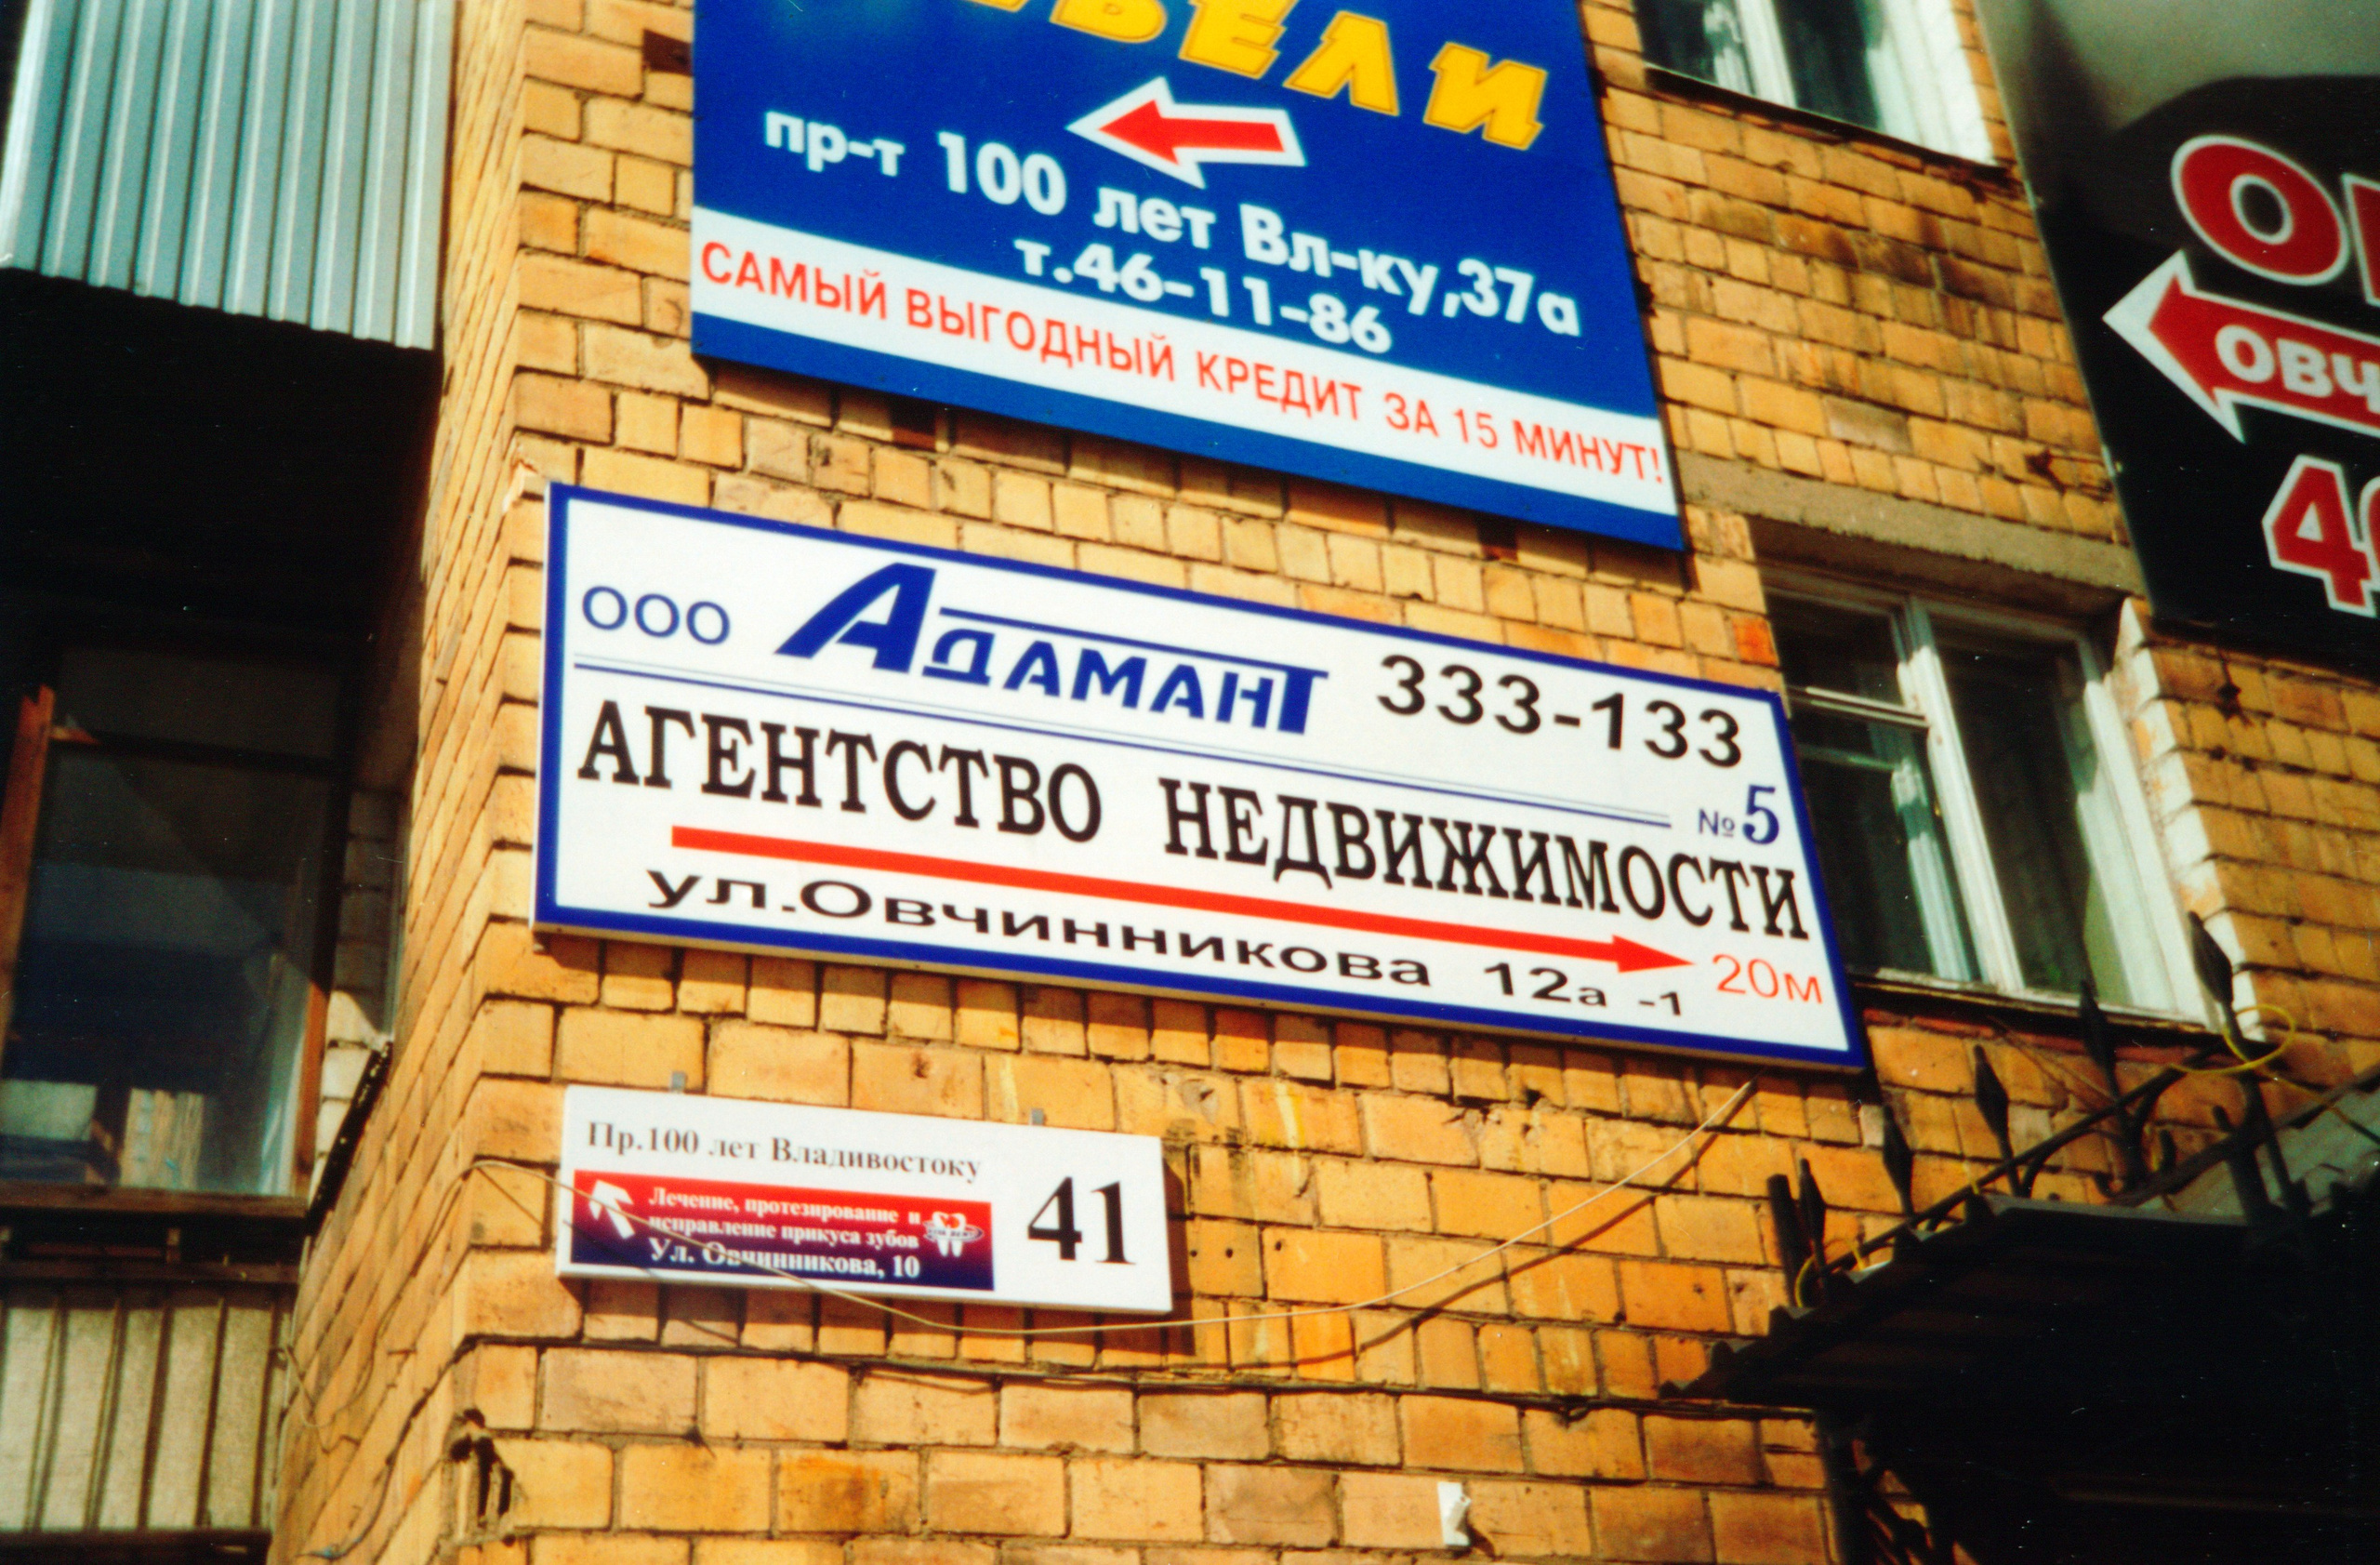 пр-т 100 лет Вл-ку,37а
т.46-11-86
САМЫЙ ВЫГОДНЫЙ КРЕДИТ ЗА 15 МИНУТ!
ООО Адамант 333-133
№5
АГЕНТСТВО НЕДВИЖИМОСТИ
20м
ул.Овчинникова 12а -1
Пр.100 лет Владивостоку
41
Лечение, протезирование и
исправление прикуса зубов
Ул. Овчинникова, 10